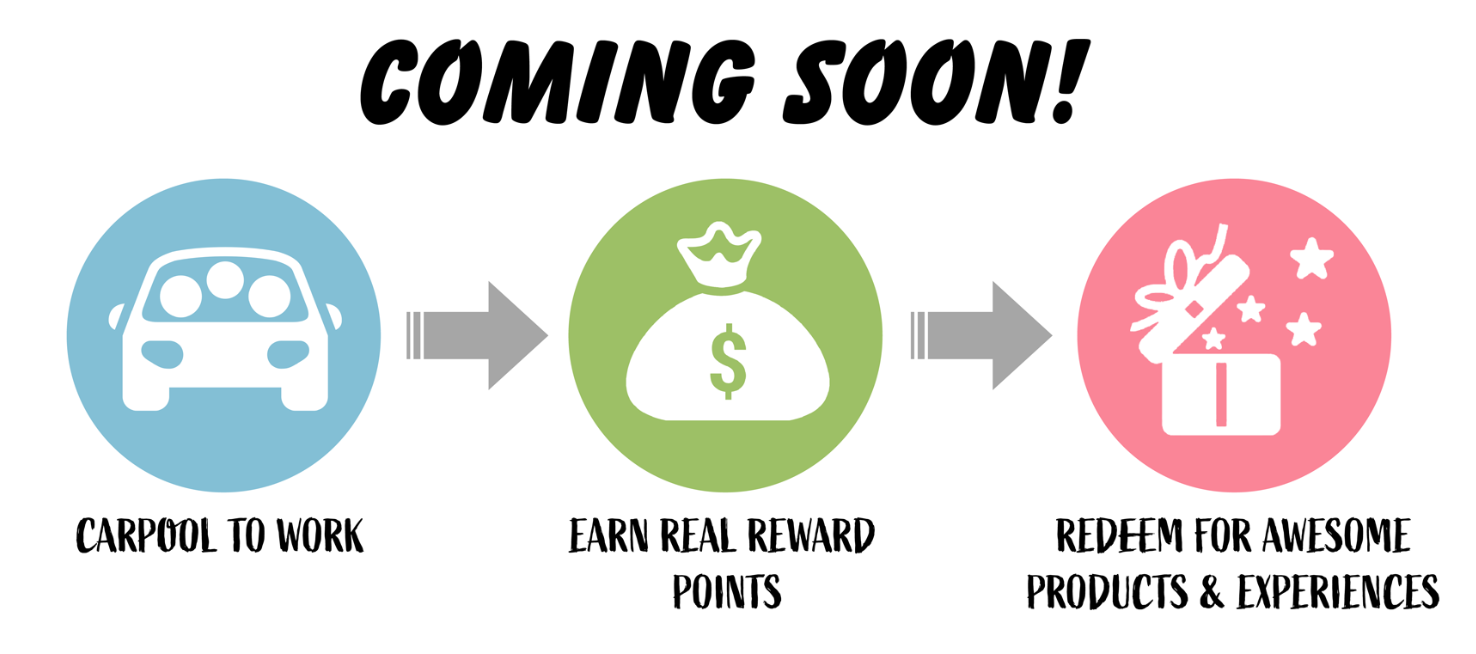 COMING SOON!
$
CARPOOL TO WORK
EARN REAL REWARD
POINTS
REDEEM FOR AWESOME
PRODUCTS & EXPERIENCES